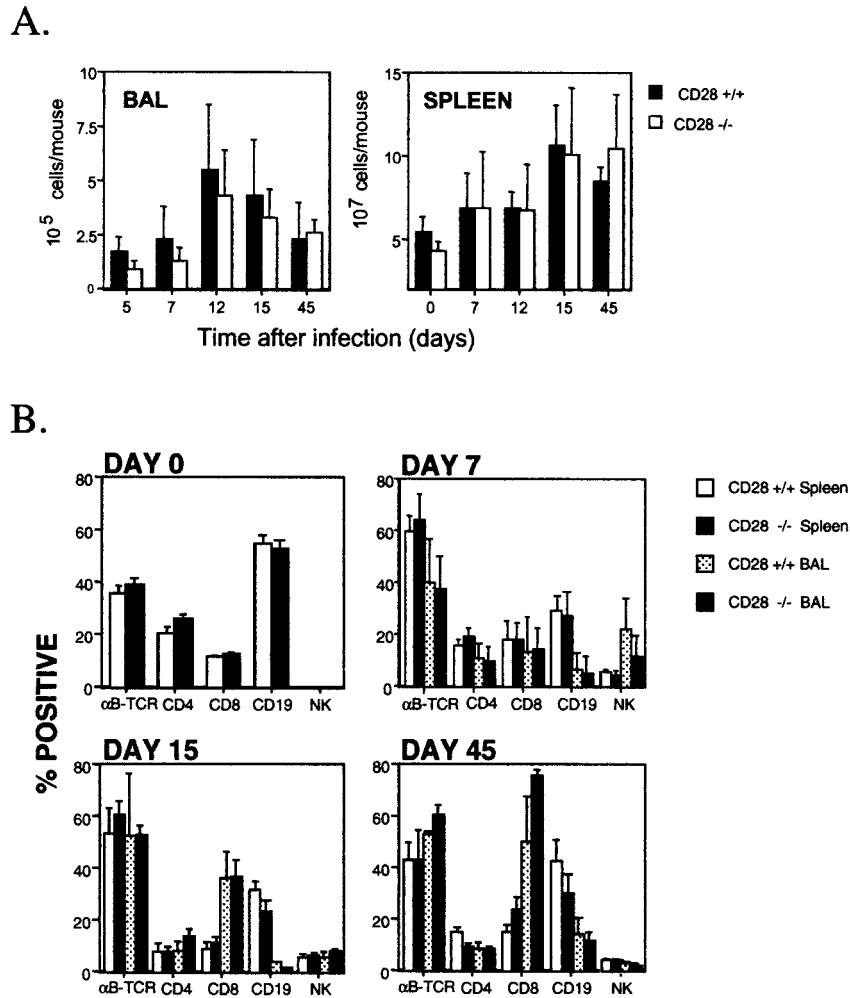 A.
BAL
10
7.5
5
2.5
0
10 5 cells/mouse
5 7 12 15 45
SPLEEN
15
10
5
10 7 cells/mouse
0 7 12 15 45
CD28 +/+
CD28 -/-
Time after infection (days)
B.
% POSITIVE
DAY 0
80
60
40
20
0
αB-TCR CD4 CD8 CD19 NK
DAY 7
80
60
40
20
0
αB-TCR CD4 CD8 CD19 NK
CD28 +/+ Spleen
CD28 -/- Spleen
CD28 +/+ BAL
CD28 -/- BAL
DAY 15
80
60
40
20
0
αB-TCR CD4 CD8 CD19 NK
DAY 45
80
60
40
20
0
αB-TCR CD4 CD8 CD19 NK